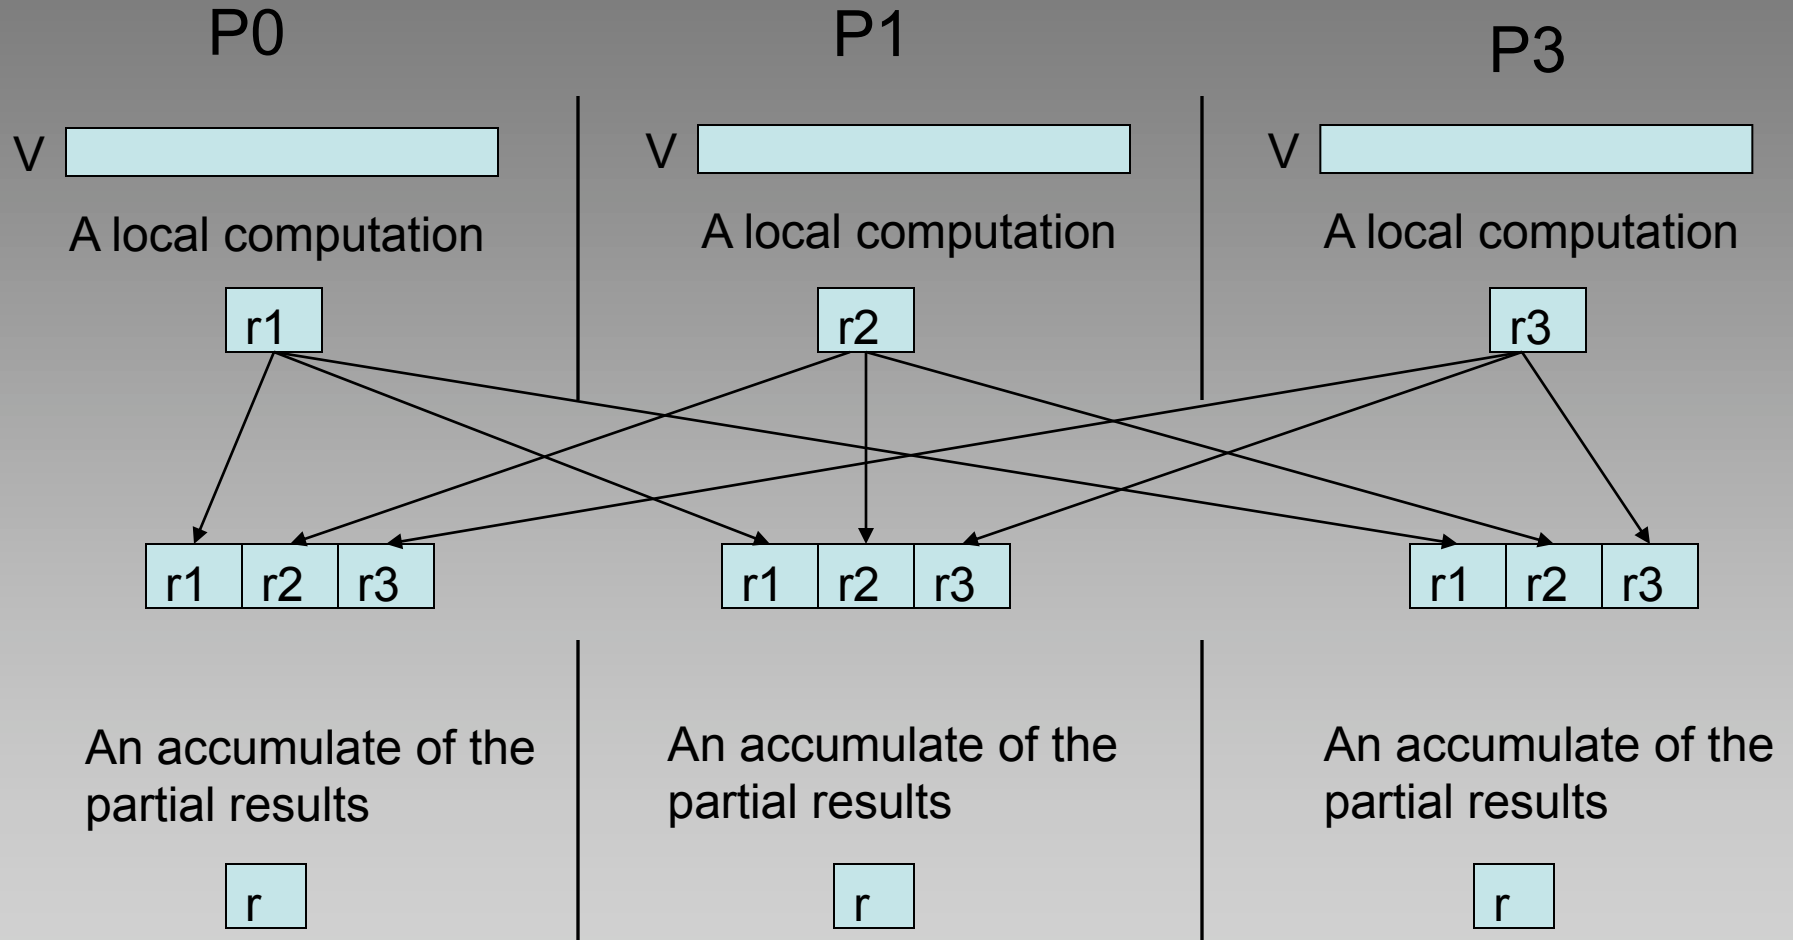 P0
P1
P3
V
V
V
A local computation
A local computation
A local computation
r1
r2
r3
r1 r2 r3
r1 r2 r3
r1 r2 r3
An accumulate of the
partial results
An accumulate of the
partial results
An accumulate of the
partial results
r
r
r